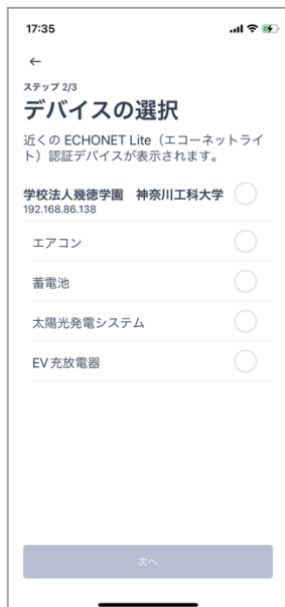 17:35
ステップ 2/3
デバイスの選択
近くの ECHONET Lite（エコーネットライ
ト）認証デバイスが表示されます。
学校法人幾徳学園　神奈川工科大学
192.168.86.138
エアコン
蓄電池
太陽光発電システム
EV充放電器
次へ